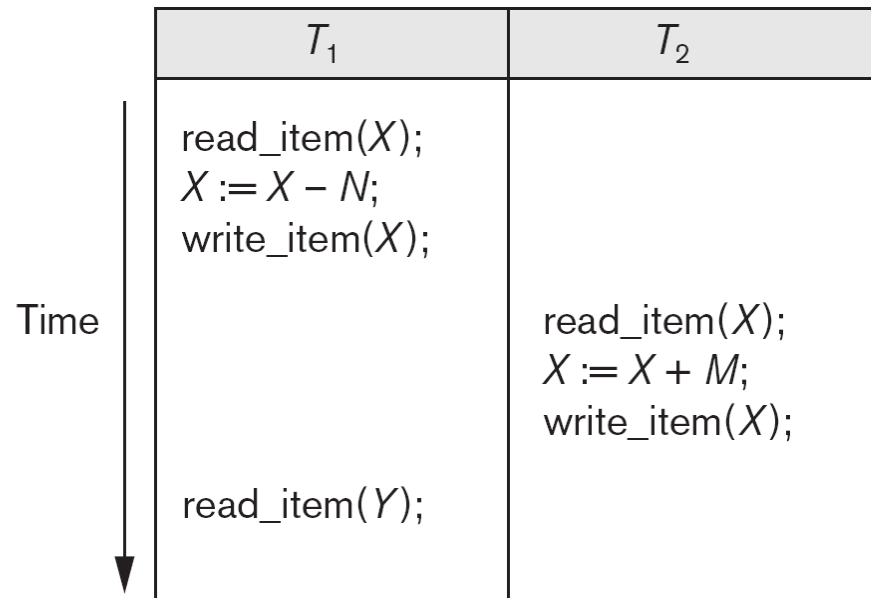 T₁ T₂
read_item(X);
X := X – N;
write_item(X);
Time
read_item(X);
X := X + M;
write_item(X);
read_item(Y);